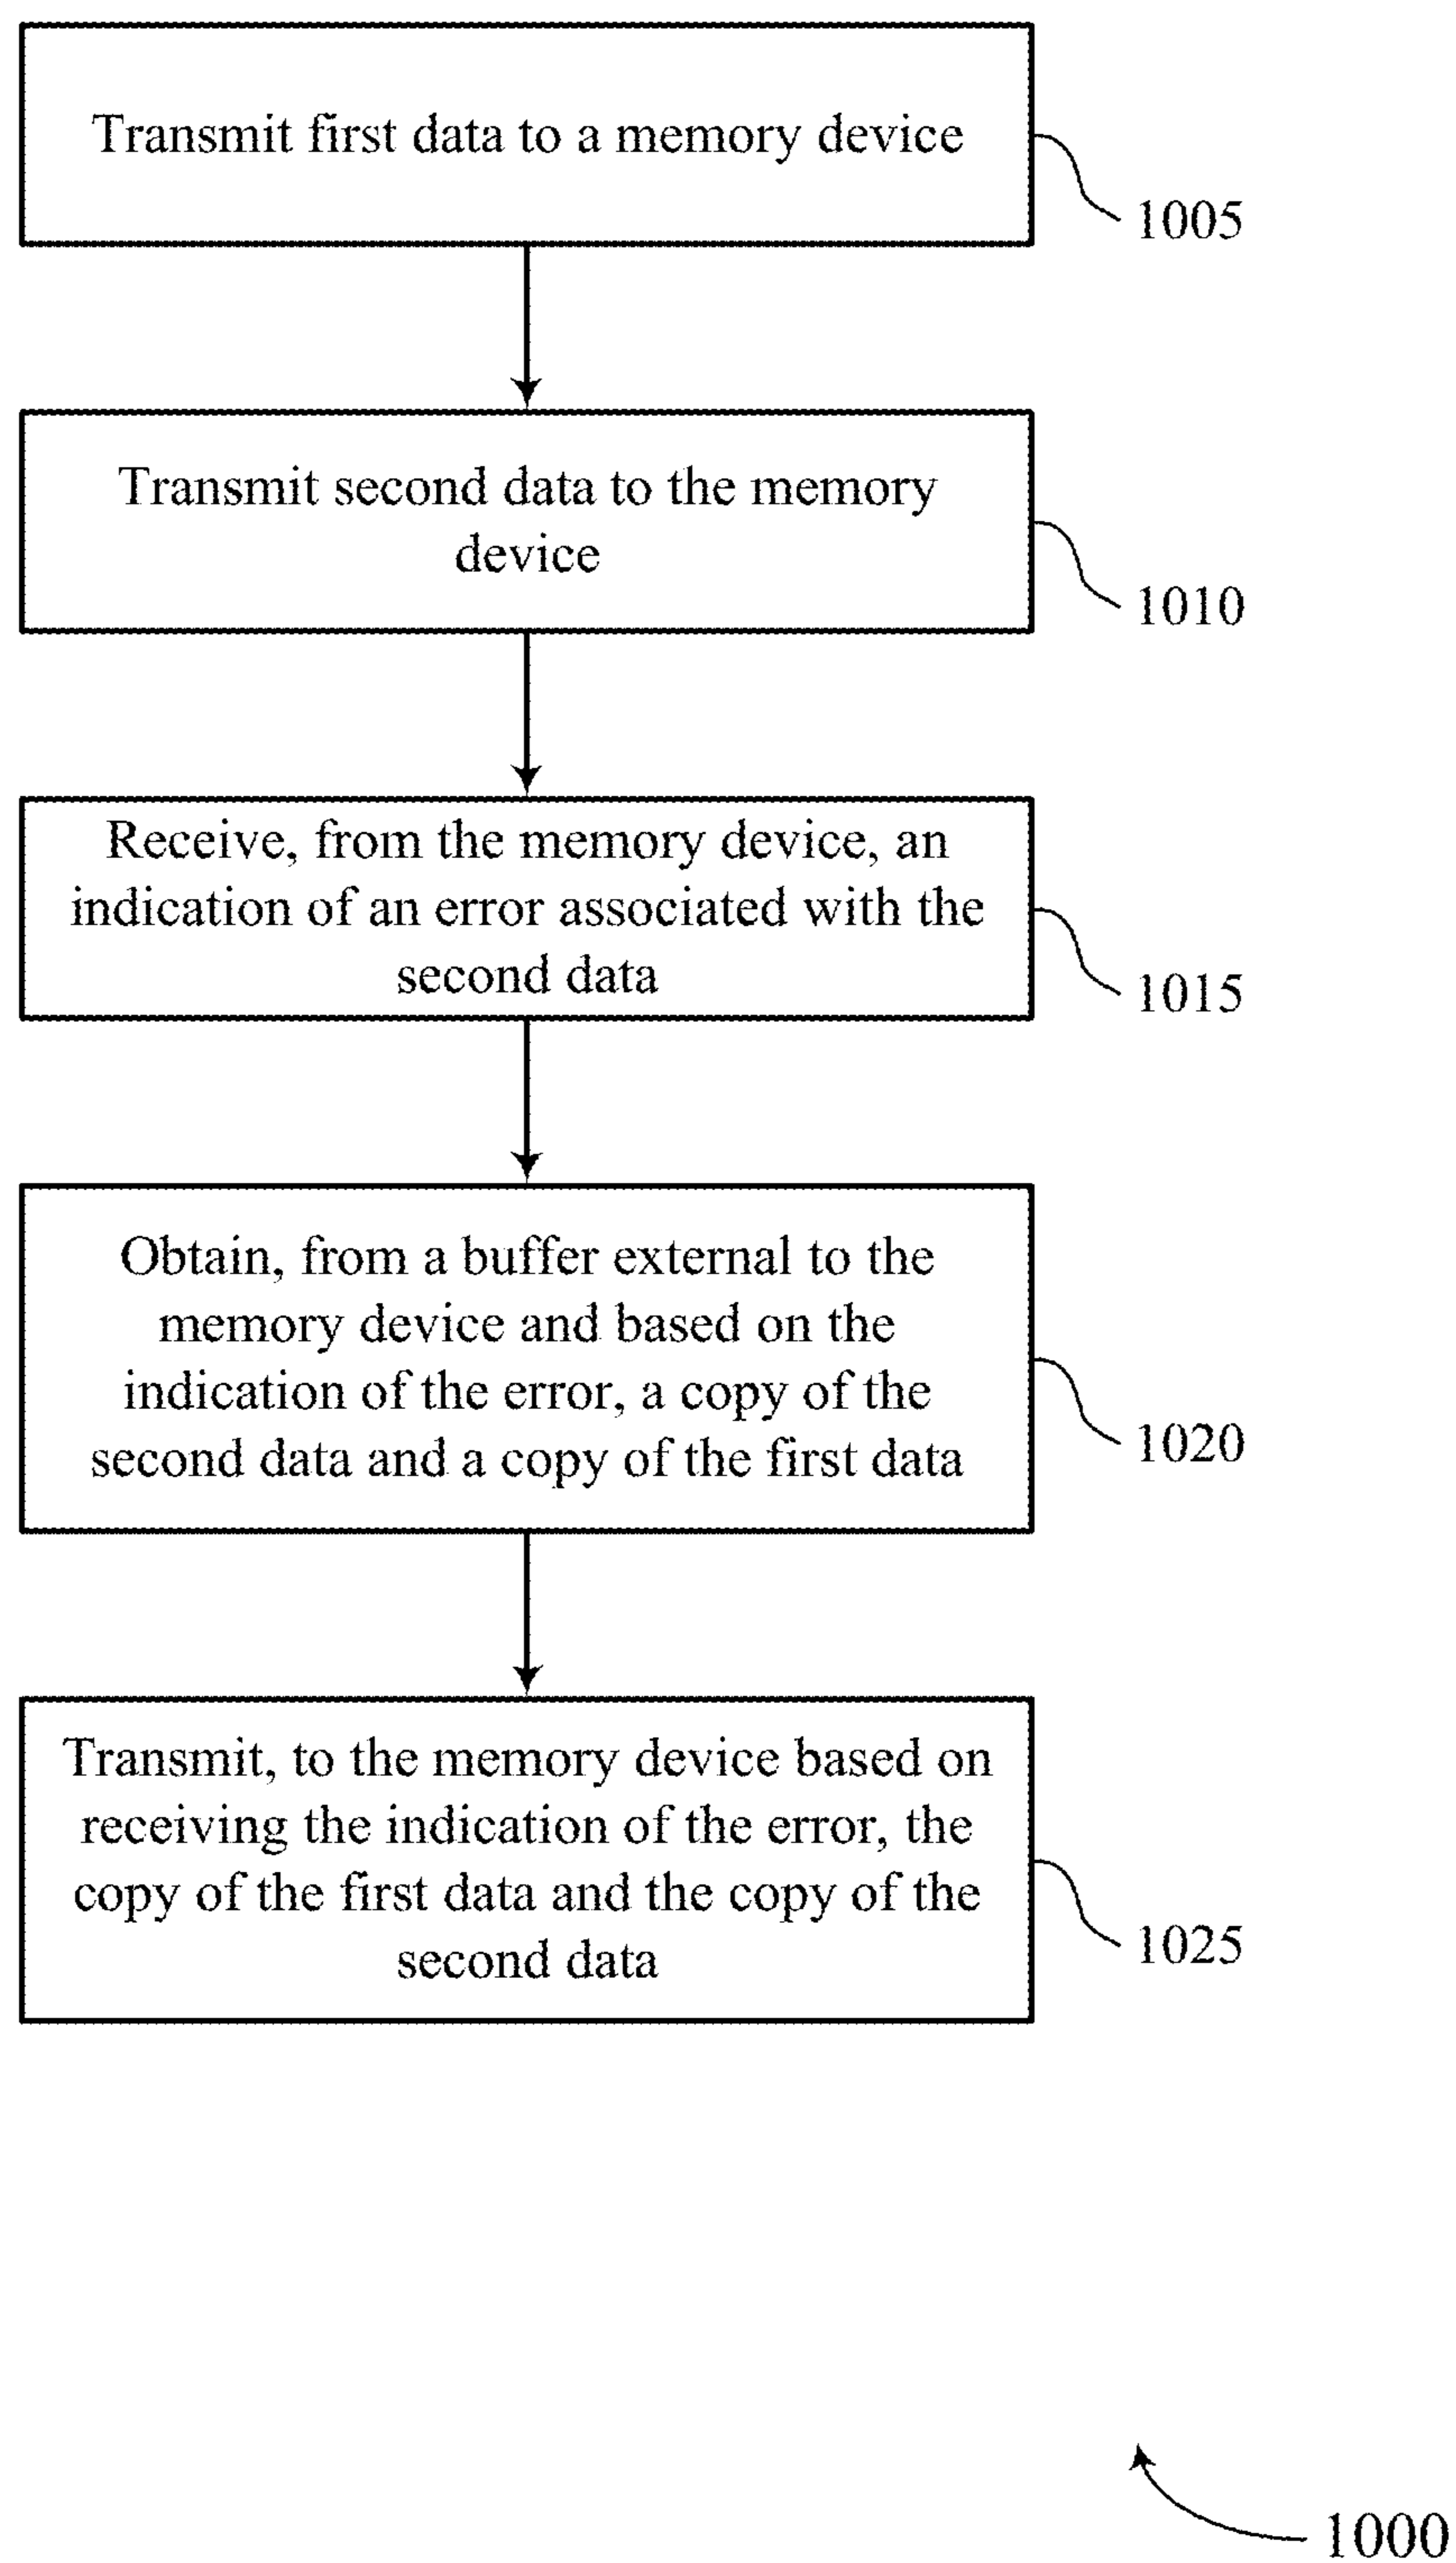 Transmit first data to a memory device
1005
Transmit second data to the memory
device
1010
Receive, from the memory device, an
indication of an error associated with the
second data
1015
Obtain, from a buffer external to the
memory device and based on the
indication of the error, a copy of the
second data and a copy of the first data
1020
Transmit, to the memory device based on
receiving the indication of the error, the
copy of the first data and the copy of the
second data
1025
1000